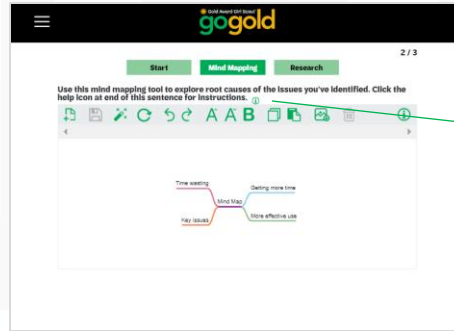 Gold Award Girl Scout
gogold
2 / 3
Start
Mind Mapping
Research
Use this mind mapping tool to explore root causes of the issues you've identified. Click the
help icon at end of this sentence for instructions.
A A B
Time wasting
Getting more time
Mind Map
Key issues
More effective use